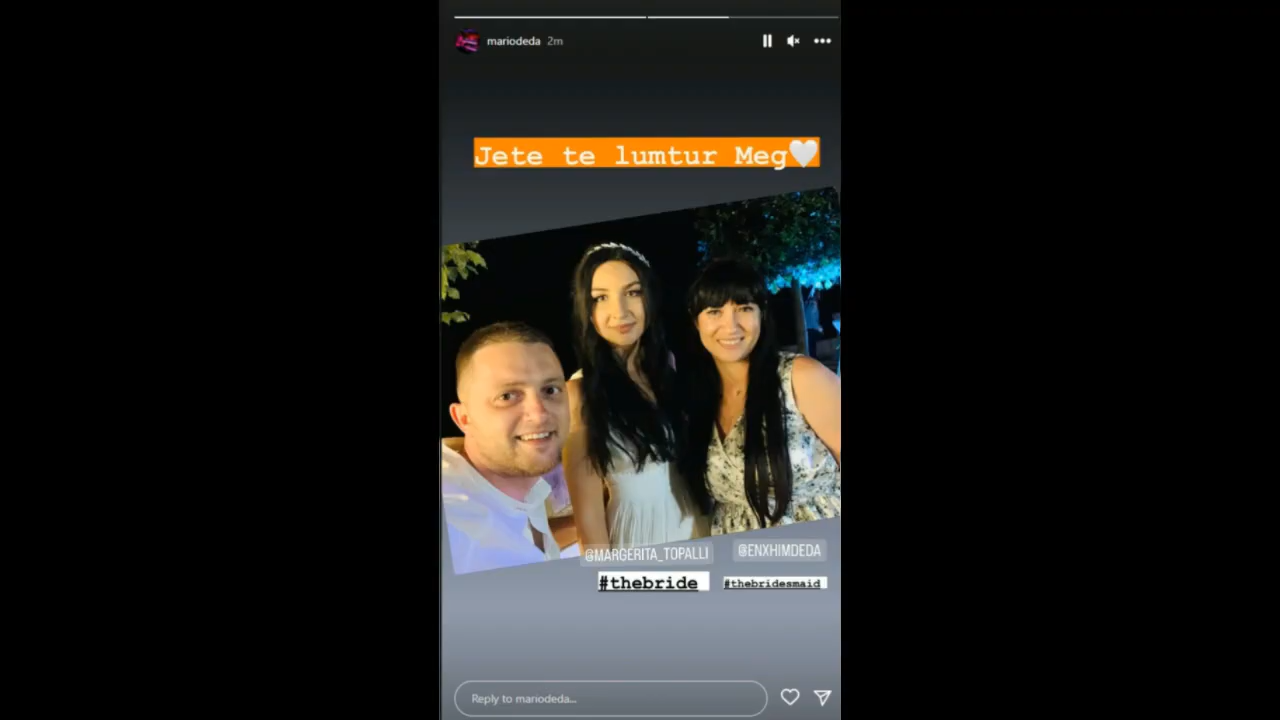 mariodeda 2m
Jete te lumtur Meg🤍
@MARGERITA_TOPALLI @ENXHIMDEDA
#thebride #thebridesmaid
Reply to mariodeda...